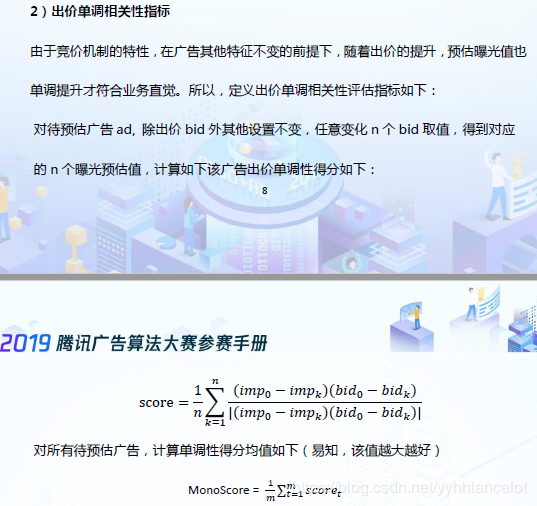 2）出价单调相关性指标
由于竞价机制的特性，在广告其他特征不变的前提下，随着出价的提升，预估曝光值也
单调提升才符合业务直觉。所以，定义出价单调相关性评估指标如下：
对待预估广告 ad, 除出价 bid 外其他设置不变，任意变化 n 个 bid 取值，得到对应
的 n 个曝光预估值，计算如下该广告出价单调性得分如下：
8
2019 腾讯广告算法大赛参赛手册
score = \frac{1}{n} \sum_{k=1}^{n} \frac{(imp_0 - imp_k)(bid_0 - bid_k)}{|(imp_0 - imp_k)(bid_0 - bid_k)|}
对所有待预估广告，计算单调性得分均值如下（易知，该值越大越好）
MonoScore = \frac{1}{m} \sum_{t=1}^{m} score_t
https://blog.csdn.net/yyhhlancelot